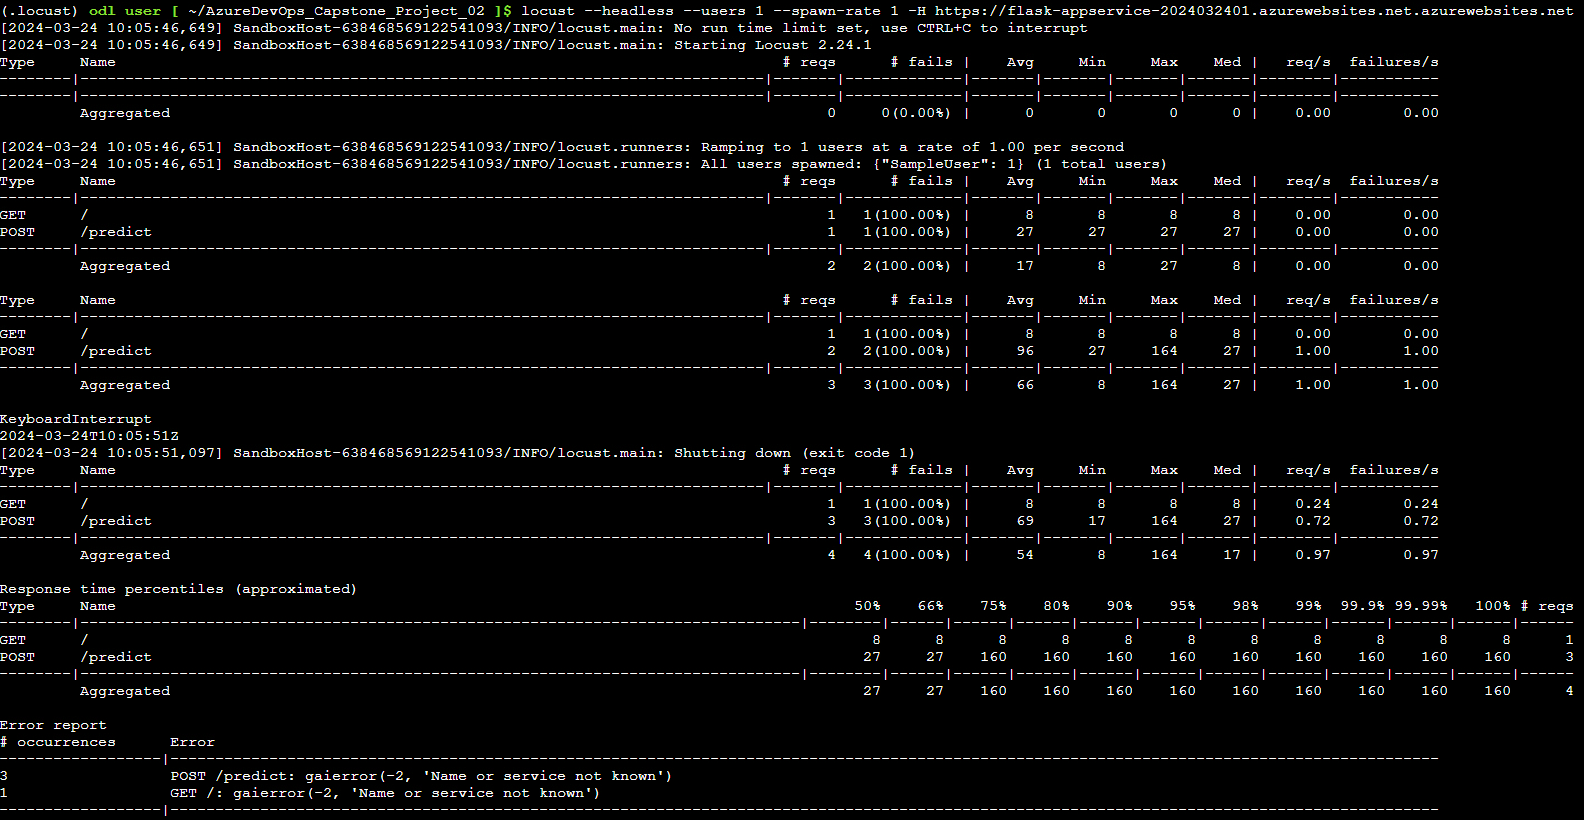 (.locust) odl_user [ ~/AzureDevOps_Capstone_Project_02 ]$ locust --headless --users 1 --spawn-rate 1 -H https://flask-appservice-2024032401.azurewebsites.net.azurewebsites.net
[2024-03-24 10:05:46,649] SandboxHost-638468569122541093/INFO/locust.main: No run time limit set, use CTRL+C to interrupt
[2024-03-24 10:05:46,649] SandboxHost-638468569122541093/INFO/locust.main: Starting Locust 2.24.1
Type     Name                                                                          # reqs      # fails |    Avg     Min     Max    Med |   req/s  failures/s
--------|----------------------------------------------------------------------------|-------|-------------|-------|-------|-------|-------|--------|-----------
--------|----------------------------------------------------------------------------|-------|-------------|-------|-------|-------|-------|--------|-----------
         Aggregated                                                                         0     0(0.00%) |      0       0       0      0 |    0.00        0.00
[2024-03-24 10:05:46,651] SandboxHost-638468569122541093/INFO/locust.runners: Ramping to 1 users at a rate of 1.00 per second
[2024-03-24 10:05:46,651] SandboxHost-638468569122541093/INFO/locust.runners: All users spawned: {"SampleUser": 1} (1 total users)
Type     Name                                                                          # reqs      # fails |    Avg     Min     Max    Med |   req/s  failures/s
--------|----------------------------------------------------------------------------|-------|-------------|-------|-------|-------|-------|--------|-----------
GET      /                                                                                  1   1(100.00%) |      8       8       8      8 |    0.00        0.00
POST     /predict                                                                           1   1(100.00%) |     27      27      27     27 |    0.00        0.00
--------|----------------------------------------------------------------------------|-------|-------------|-------|-------|-------|-------|--------|-----------
         Aggregated                                                                         2   2(100.00%) |     17       8      27      8 |    0.00        0.00
Type     Name                                                                          # reqs      # fails |    Avg     Min     Max    Med |   req/s  failures/s
--------|----------------------------------------------------------------------------|-------|-------------|-------|-------|-------|-------|--------|-----------
GET      /                                                                                  1   1(100.00%) |      8       8       8      8 |    0.00        0.00
POST     /predict                                                                           2   2(100.00%) |     96      27     164     27 |    1.00        1.00
--------|----------------------------------------------------------------------------|-------|-------------|-------|-------|-------|-------|--------|-----------
         Aggregated                                                                         3   3(100.00%) |     66       8     164     27 |    1.00        1.00
KeyboardInterrupt
2024-03-24T10:05:51Z
[2024-03-24 10:05:51,097] SandboxHost-638468569122541093/INFO/locust.main: Shutting down (exit code 1)
Type     Name                                                                          # reqs      # fails |    Avg     Min     Max    Med |   req/s  failures/s
--------|----------------------------------------------------------------------------|-------|-------------|-------|-------|-------|-------|--------|-----------
GET      /                                                                                  1   1(100.00%) |      8       8       8      8 |    0.24        0.24
POST     /predict                                                                           3   3(100.00%) |     69      17     164     27 |    0.72        0.72
--------|----------------------------------------------------------------------------|-------|-------------|-------|-------|-------|-------|--------|-----------
         Aggregated                                                                         4   4(100.00%) |     54       8     164     17 |    0.97        0.97
Response time percentiles (approximated)
Type     Name                                                                                  50%    66%    75%    80%    90%    95%    98%    99%  99.9% 99.99%   100% # reqs
--------|--------------------------------------------------------------------------------|--------|------|------|------|------|------|------|------|------|------|------|------
GET      /                                                                                       8      8      8      8      8      8      8      8      8      8      8      1
POST     /predict                                                                               27     27    160    160    160    160    160    160    160    160    160      3
--------|--------------------------------------------------------------------------------|--------|------|------|------|------|------|------|------|------|------|------|------
         Aggregated                                                                             27     27    160    160    160    160    160    160    160    160    160      4
Error report
# occurrences      Error
------------------|---------------------------------------------------------------------------------------------------------------------------------------------
3                  POST /predict: gaierror(-2, 'Name or service not known')
1                  GET /: gaierror(-2, 'Name or service not known')
------------------|---------------------------------------------------------------------------------------------------------------------------------------------